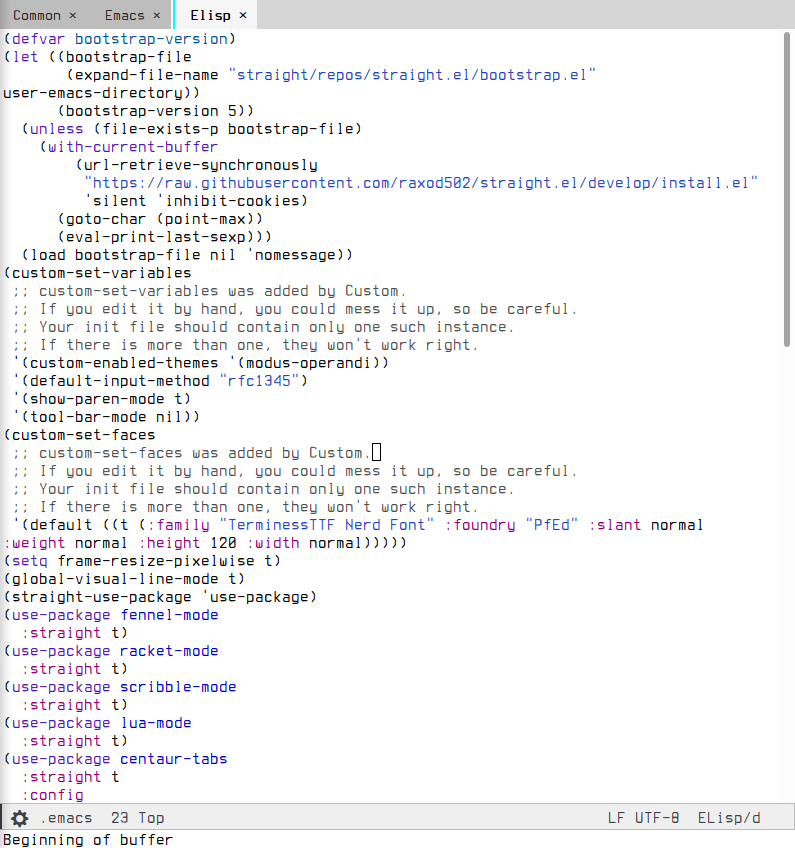 Common × Emacs × Elisp ×
(defvar bootstrap-version)
(let ((bootstrap-file
       (expand-file-name "straight/repos/straight.el/bootstrap.el"
user-emacs-directory))
      (bootstrap-version 5))
  (unless (file-exists-p bootstrap-file)
    (with-current-buffer
        (url-retrieve-synchronously
         "https://raw.githubusercontent.com/raxod502/straight.el/develop/install.el"
         'silent 'inhibit-cookies)
      (goto-char (point-max))
      (eval-print-last-sexp)))
  (load bootstrap-file nil 'nomessage))
(custom-set-variables
 ;; custom-set-variables was added by Custom.
 ;; If you edit it by hand, you could mess it up, so be careful.
 ;; Your init file should contain only one such instance.
 ;; If there is more than one, they won't work right.
 '(custom-enabled-themes '(modus-operandi))
 '(default-input-method "rfc1345")
 '(show-paren-mode t)
 '(tool-bar-mode nil))
(custom-set-faces
 ;; custom-set-faces was added by Custom.
 ;; If you edit it by hand, you could mess it up, so be careful.
 ;; Your init file should contain only one such instance.
 ;; If there is more than one, they won't work right.
 '(default ((t (:family "TerminessTTF Nerd Font" :foundry "PfEd" :slant normal
:weight normal :height 120 :width normal)))))
(setq frame-resize-pixelwise t)
(global-visual-line-mode t)
(straight-use-package 'use-package)
(use-package fennel-mode
  :straight t)
(use-package racket-mode
  :straight t)
(use-package scribble-mode
  :straight t)
(use-package lua-mode
  :straight t)
(use-package centaur-tabs
  :straight t
  :config
.emacs 23 Top LF UTF-8 ELisp/d
Beginning of buffer